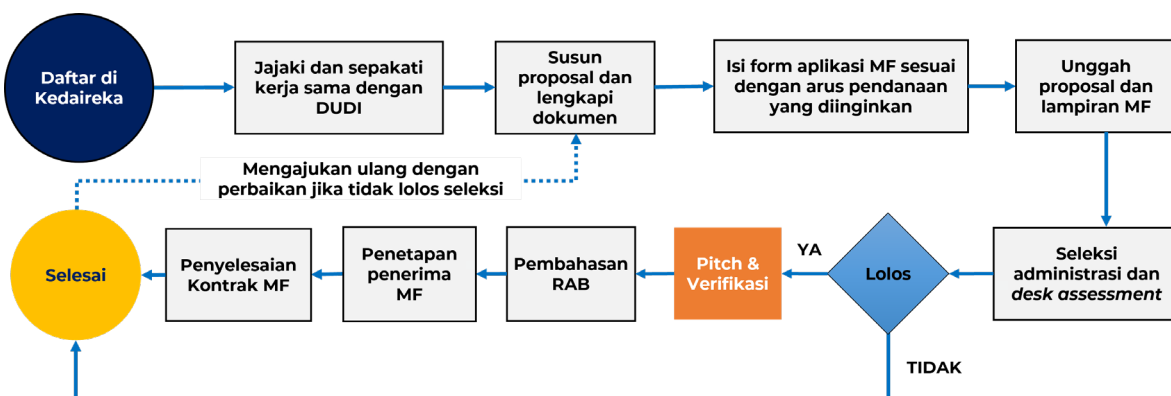 Daftar di
Kedaireka
Jajaki dan sepakati
kerja sama dengan
DUDI
Susun
proposal dan
lengkapi
dokumen
Isi form aplikasi MF sesuai
dengan arus pendanaan
yang diinginkan
Unggah
proposal dan
lampiran MF
Mengajukan ulang dengan
perbaikan jika tidak lolos seleksi
Selesai
Penyelesaian
Kontrak MF
Penetapan
penerima
MF
Pembahasan
RAB
Pitch &
Verifikasi
YA
Lolos
Seleksi
administrasi dan
desk assessment
TIDAK